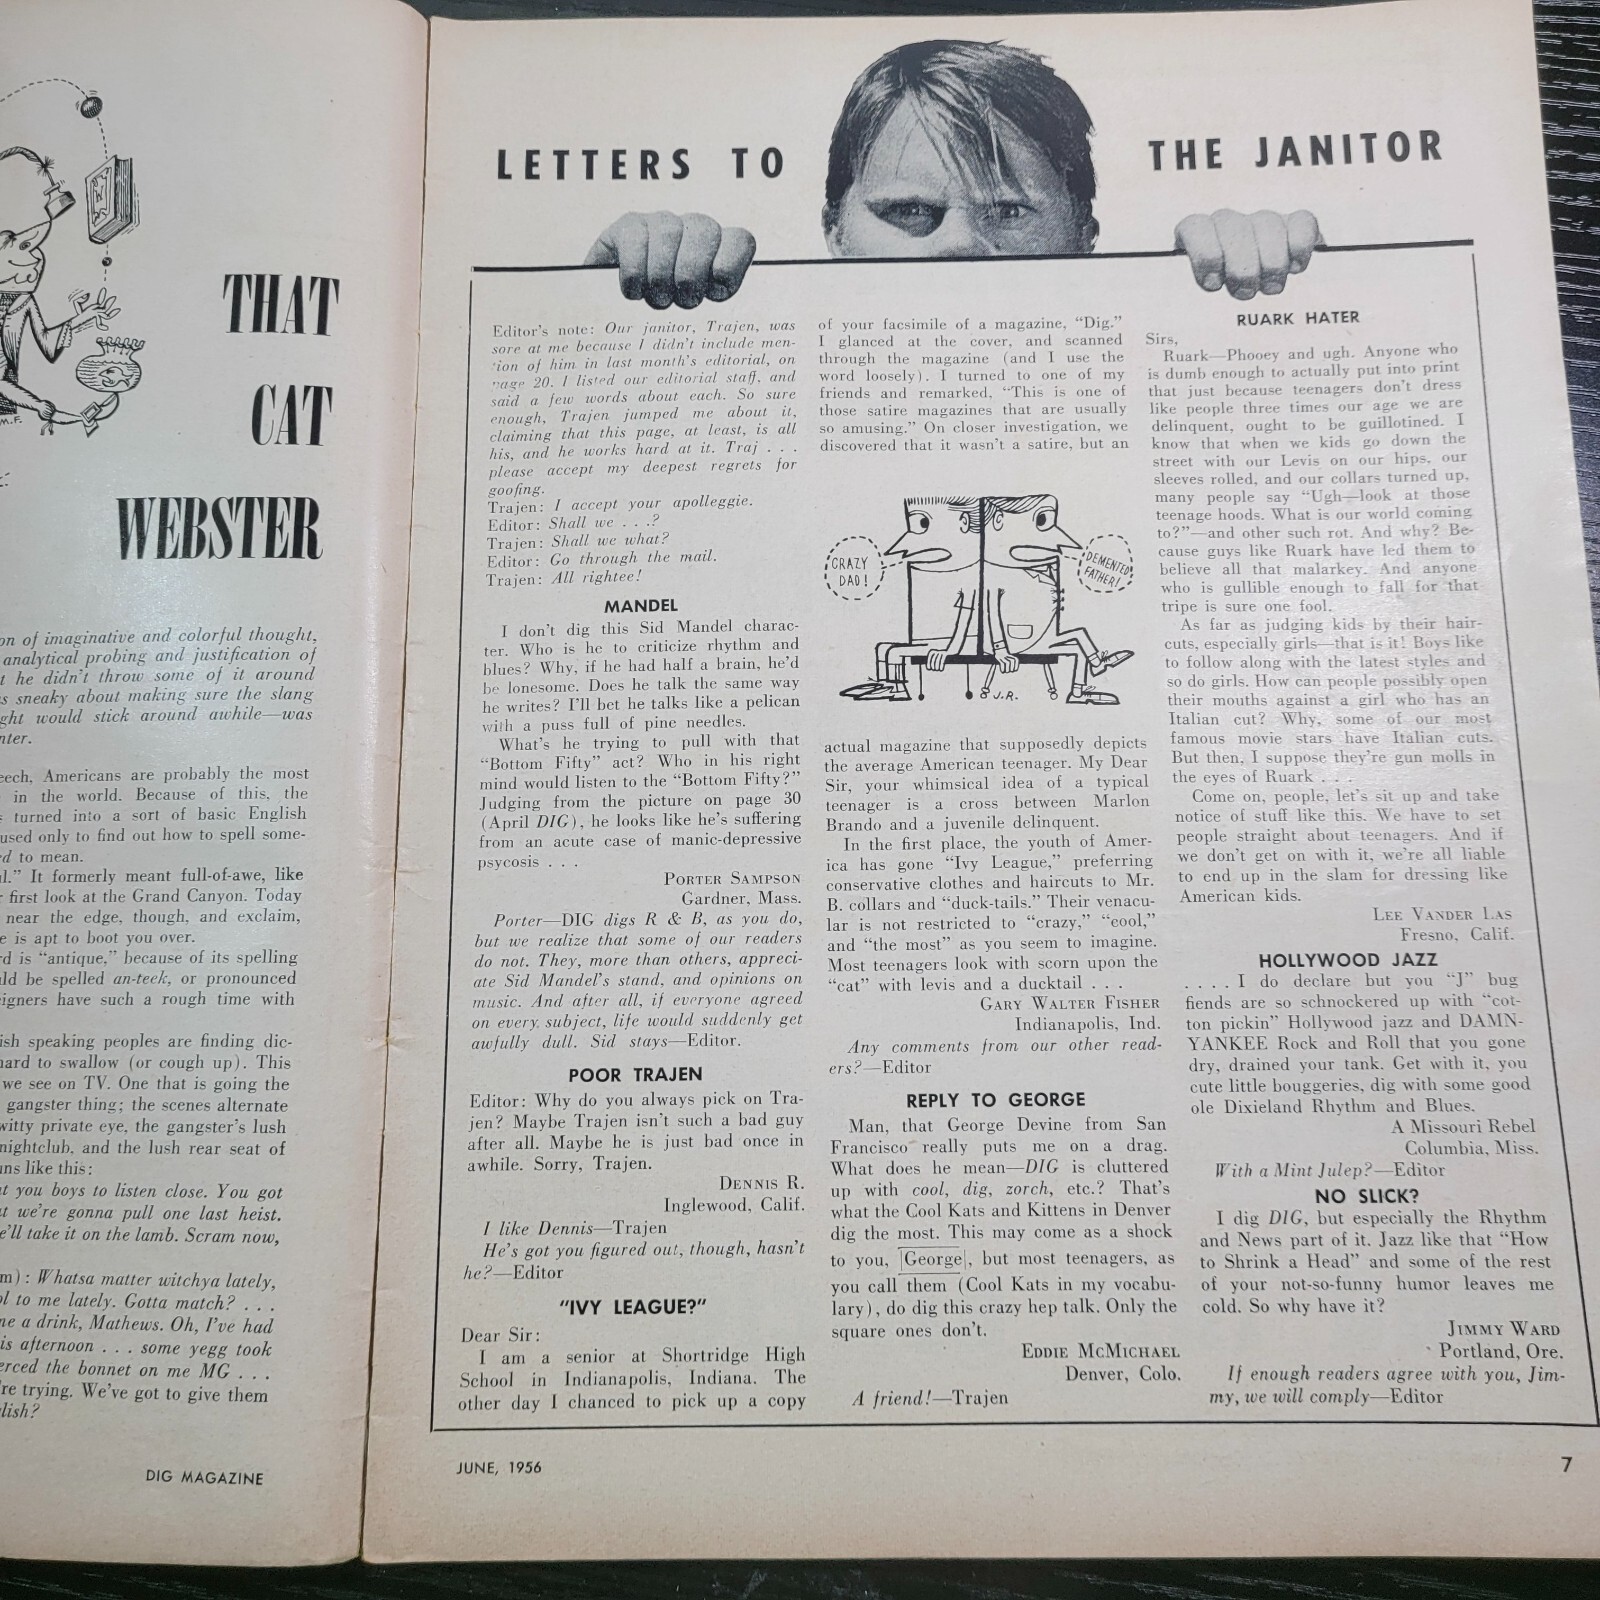 THAT
CAT
WEBSTER
M.F.
on of imaginative and colorful thought,
analytical probing and justification of
t he didn't throw some of it around
s sneaky about making sure the slang
ght would stick around awhile—was
nter.
eech, Americans are probably the most
in the world. Because of this, the
s turned into a sort of basic English
used only to find out how to spell some-
d to mean.
l." It formerly meant full-of-awe, like
first look at the Grand Canyon. Today
near the edge, though, and exclaim,
e is apt to boot you over.
rd is "antique," because of its spelling
uld be spelled an-teek, or pronounced
eigners have such a rough time with
ish speaking peoples are finding dic-
hard to swallow (or cough up). This
we see on TV. One that is going the
gangster thing; the scenes alternate
witty private eye, the gangster's lush
nightclub, and the lush rear seat of
uns like this:
t you boys to listen close. You got
t we're gonna pull one last heist.
e'll take it on the lamb. Scram now,
m): Whatsa matter witchya lately,
ol to me lately. Gotta match? . . .
ne a drink, Mathews. Oh, I've had
is afternoon . . . some yegg took
erced the bonnet on me MG . . .
re trying. We've got to give them
lish?
DIG MAGAZINE
LETTERS TO THE JANITOR
Editor's note: Our janitor, Trajen, was
sore at me because I didn't include men-
tion of him in last month's editorial, on
page 20. I listed our editorial staff, and
said a few words about each. So sure
enough, Trajen jumped me about it,
claiming that this page, at least, is all
his, and he works hard at it. Traj . . .
please accept my deepest regrets for
goofing.
Trajen: I accept your apolleggie.
Editor: Shall we . . .?
Trajen: Shall we what?
Editor: Go through the mail.
Trajen: All rightee!
MANDEL
I don't dig this Sid Mandel charac-
ter. Who is he to criticize rhythm and
blues? Why, if he had half a brain, he'd
be lonesome. Does he talk the same way
he writes? I'll bet he talks like a pelican
with a puss full of pine needles.
What's he trying to pull with that
"Bottom Fifty" act? Who in his right
mind would listen to the "Bottom Fifty?"
Judging from the picture on page 30
(April DIG), he looks like he's suffering
from an acute case of manic-depressive
psycosis . . .
PORTER SAMPSON
Gardner, Mass.
Porter—DIG digs R & B, as you do,
but we realize that some of our readers
do not. They, more than others, appreci-
ate Sid Mandel's stand, and opinions on
music. And after all, if everyone agreed
on every subject, life would suddenly get
awfully dull. Sid stays—Editor.
POOR TRAJEN
Editor: Why do you always pick on Tra-
jen? Maybe Trajen isn't such a bad guy
after all. Maybe he is just bad once in
awhile. Sorry, Trajen.
DENNIS R.
Inglewood, Calif.
I like Dennis—Trajen
He's got you figured out, though, hasn't
he?—Editor
"IVY LEAGUE?"
Dear Sir:
I am a senior at Shortridge High
School in Indianapolis, Indiana. The
other day I chanced to pick up a copy
of your facsimile of a magazine, "Dig."
I glanced at the cover, and scanned
through the magazine (and I use the
word loosely). I turned to one of my
friends and remarked, "This is one of
those satire magazines that are usually
so amusing." On closer investigation, we
discovered that it wasn't a satire, but an
CRAZY
DAD!
DEMENTED
FATHER!
J.R.
actual magazine that supposedly depicts
the average American teenager. My Dear
Sir, your whimsical idea of a typical
teenager is a cross between Marlon
Brando and a juvenile delinquent.
In the first place, the youth of Amer-
ica has gone "Ivy League," preferring
conservative clothes and haircuts to Mr.
B. collars and "duck-tails." Their venacu-
lar is not restricted to "crazy," "cool,"
and "the most" as you seem to imagine.
Most teenagers look with scorn upon the
"cat" with levis and a ducktail . . .
GARY WALTER FISHER
Indianapolis, Ind.
Any comments from our other read-
ers?—Editor
REPLY TO GEORGE
Man, that George Devine from San
Francisco really puts me on a drag.
What does he mean—DIG is cluttered
up with cool, dig, zorch, etc.? That's
what the Cool Kats and Kittens in Denver
dig the most. This may come as a shock
to you, George, but most teenagers, as
you call them (Cool Kats in my vocabu-
lary), do dig this crazy hep talk. Only the
square ones don't.
EDDIE MCMICHAEL
Denver, Colo.
A friend!—Trajen
RUARK HATER
Sirs,
Ruark—Phooey and ugh. Anyone who
is dumb enough to actually put into print
that just because teenagers don't dress
like people three times our age we are
delinquent, ought to be guillotined. I
know that when we kids go down the
street with our Levis on our hips, our
sleeves rolled, and our collars turned up,
many people say "Ugh—look at those
teenage hoods. What is our world coming
to?"—and other such rot. And why? Be-
cause guys like Ruark have led them to
believe all that malarkey. And anyone
who is gullible enough to fall for that
tripe is sure one fool.
As far as judging kids by their hair-
cuts, especially girls—that is it! Boys like
to follow along with the latest styles and
so do girls. How can people possibly open
their mouths against a girl who has an
Italian cut? Why, some of our most
famous movie stars have Italian cuts.
But then, I suppose they're gun molls in
the eyes of Ruark . . .
Come on, people, let's sit up and take
notice of stuff like this. We have to set
people straight about teenagers. And if
we don't get on with it, we're all liable
to end up in the slam for dressing like
American kids.
LEE VANDER LAS
Fresno, Calif.
HOLLYWOOD JAZZ
. . . . I do declare but you "J" bug
fiends are so schnockered up with "cot-
ton pickin" Hollywood jazz and DAMN-
YANKEE Rock and Roll that you gone
dry, drained your tank. Get with it, you
cute little bouggeries, dig with some good
ole Dixieland Rhythm and Blues.
A Missouri Rebel
Columbia, Miss.
With a Mint Julep?—Editor
NO SLICK?
I dig DIG, but especially the Rhythm
and News part of it. Jazz like that "How
to Shrink a Head" and some of the rest
of your not-so-funny humor leaves me
cold. So why have it?
JIMMY WARD
Portland, Ore.
If enough readers agree with you, Jim-
my, we will comply—Editor
JUNE, 1956
7